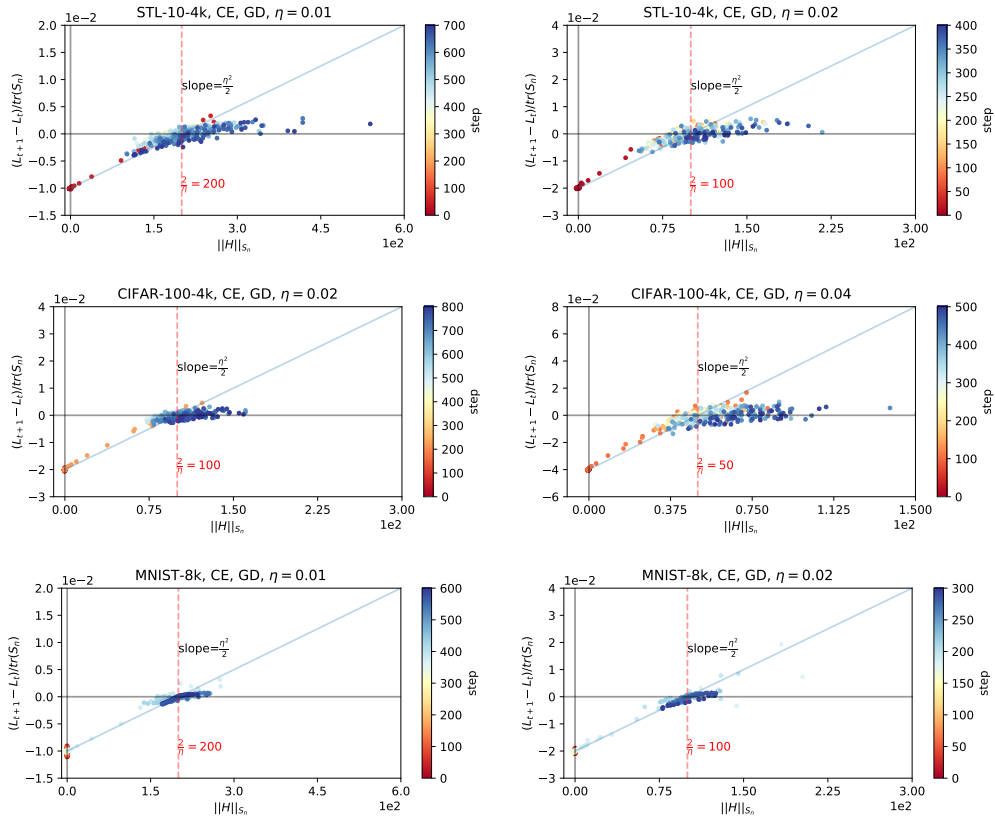 STL-10-4k, CE, GD, η = 0.01
1e-2
2.0
1.5
1.0
0.5
0.0
−0.5
−1.0
−1.5
(L_{t+1} − L_t)/tr(S_n)
slope=η²/2
2/η = 200
0.0 1.5 3.0 4.5 6.0
1e2
||H||_{S_n}
700
600
500
400
300
200
100
0
step
STL-10-4k, CE, GD, η = 0.02
1e-2
4
3
2
1
0
−1
−2
−3
(L_{t+1} − L_t)/tr(S_n)
slope=η²/2
2/η = 100
0.00 0.75 1.50 2.25 3.00
1e2
||H||_{S_n}
400
350
300
250
200
150
100
50
0
step
CIFAR-100-4k, CE, GD, η = 0.02
1e-2
4
3
2
1
0
−1
−2
−3
(L_{t+1} − L_t)/tr(S_n)
slope=η²/2
2/η = 100
0.00 0.75 1.50 2.25 3.00
1e2
||H||_{S_n}
800
700
600
500
400
300
200
100
0
step
CIFAR-100-4k, CE, GD, η = 0.04
1e-2
8
6
4
2
0
−2
−4
−6
(L_{t+1} − L_t)/tr(S_n)
slope=η²/2
2/η = 50
0.000 0.375 0.750 1.125 1.500
1e2
||H||_{S_n}
500
400
300
200
100
0
step
MNIST-8k, CE, GD, η = 0.01
1e-2
2.0
1.5
1.0
0.5
0.0
−0.5
−1.0
−1.5
(L_{t+1} − L_t)/tr(S_n)
slope=η²/2
2/η = 200
0.0 1.5 3.0 4.5 6.0
1e2
||H||_{S_n}
600
500
400
300
200
100
0
step
MNIST-8k, CE, GD, η = 0.02
1e-2
4
3
2
1
0
−1
−2
−3
(L_{t+1} − L_t)/tr(S_n)
slope=η²/2
2/η = 100
0.00 0.75 1.50 2.25 3.00
1e2
||H||_{S_n}
300
250
200
150
100
50
0
step